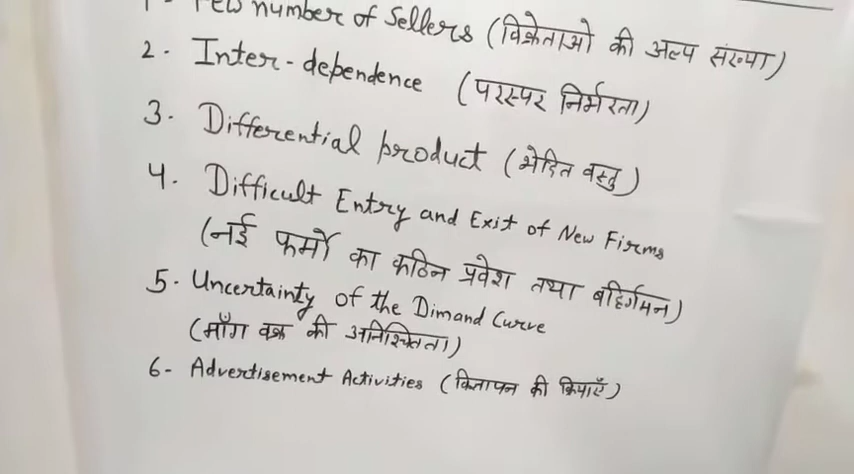 1- Few number of Sellers (विक्रेताओ की अल्प संख्या)
2- Inter-dependence (परस्पर निर्भरता)
3- Differential product (भेदित वस्तु)
4. Difficult Entry and Exit of New Firms
(नई फर्मो का कठिन प्रवेश तथा बहिर्गमन)
5. Uncertainty of the Dimand Curve
(माँग वक्र की अनिश्चितता)
6- Advertisement Activities (विज्ञापन की क्रियाएँ)